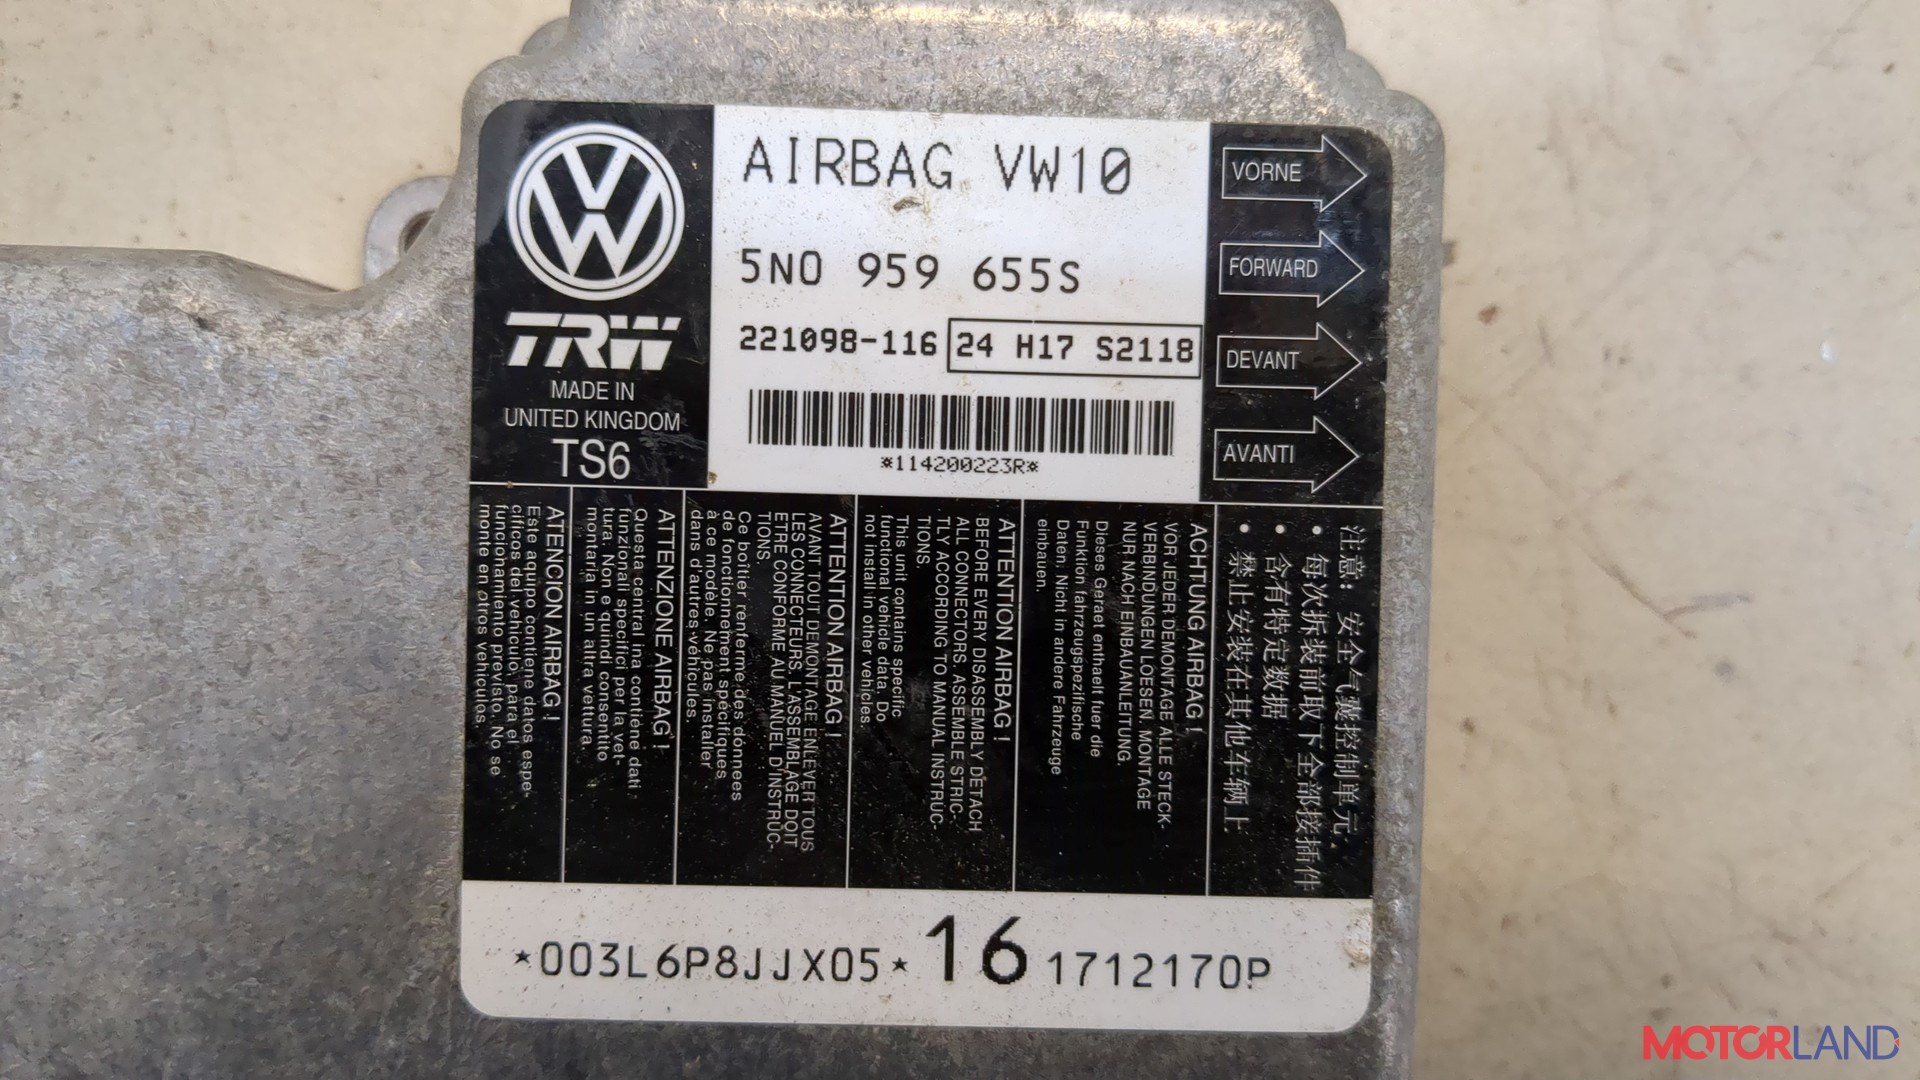 AIRBAG VW10
5N0 959 655S
221098-116 24 H17 S2118
*114200223R*
TRW
MADE IN
UNITED KINGDOM
TS6
VORNE
FORWARD
DEVANT
AVANTI
注意：安全气囊控制单元.
• 每次拆装前取下全部接插件
• 含有特定数据
• 禁止安装在其他车辆上
ACHTUNG AIRBAG !
VOR JEDER DEMONTAGE ALLE STECK-
VERBINDUNGEN LOESEN. MONTAGE
NUR NACH EINBAUANLEITUNG.
Dieses Geraet enthaelt fuer die
Funktion fahrzeugspezifische
Daten. Nicht in andere Fahrzeuge
einbauen.
ATTENTION AIRBAG !
BEFORE EVERY DISASSEMBLY DETACH
ALL CONNECTORS. ASSEMBLE STRIC-
TLY ACCORDING TO MANUAL INSTRUC-
TIONS.
This unit contains specific
functional vehicle data. Do
not install in other vehicles.
ATTENTION AIRBAG !
AVANT TOUT DEMONTAGE ENLEVER TOUS
LES CONNECTEURS. L'ASSEMBLAGE DOIT
ETRE CONFORME AU MANUEL D'INSTRUC-
TIONS.
Ce boîtier renferme des données
de fonctionnement spécifiques
à ce modèle. Ne pas installer
dans d'autres véhicules.
ATTENZIONE AIRBAG !
Questa central ina contiene dati
funzionali specifici per la vet-
tura. Non e quindi consentito
montarla in un altra vettura.
ATENCION AIRBAG !
Este aquipo contiene datos espe-
cíficos del vehículo, para el
funcionamiento previsto. No se
monte en otros vehículos.
*003L6P8JJX05* 16 1712170P
MOTORLAND